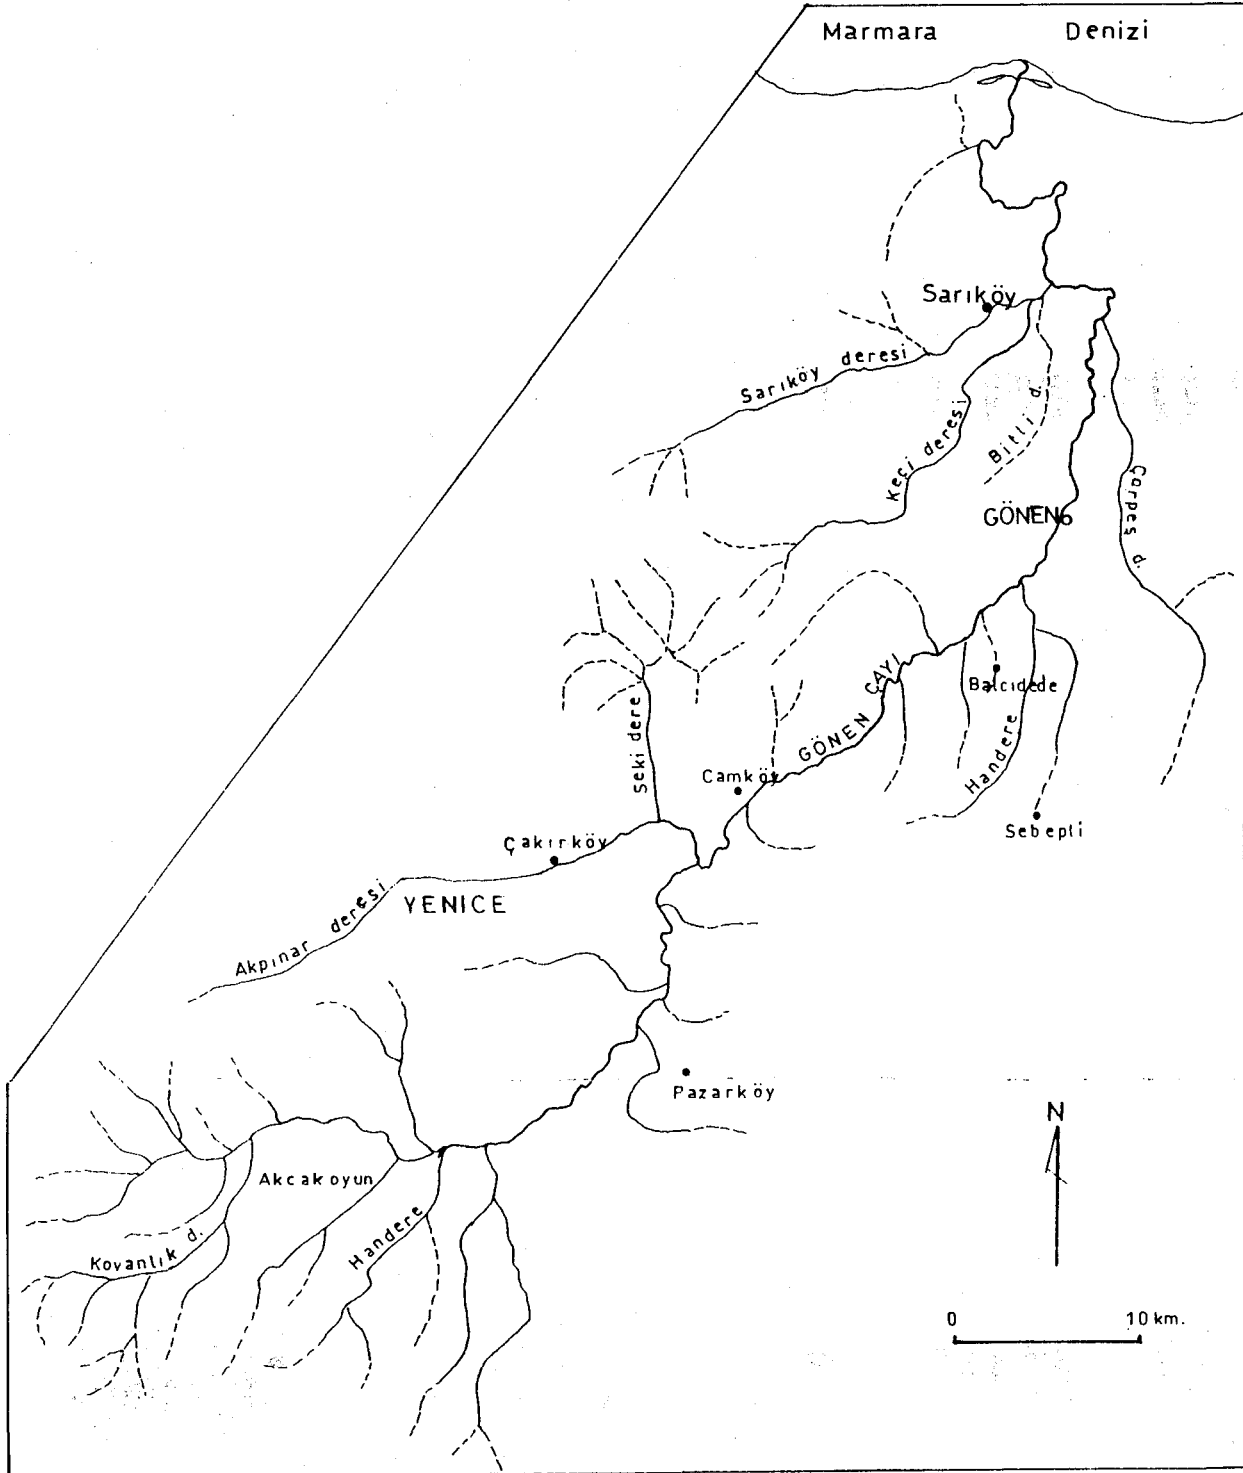 Marmara Denizi
Sarıköy
Sarıköy deresi
Keçi deresi
Bitli d.
Çarpeş d.
GÖNEN
Balcıdede
Handere
Sebepli
GÖNEN ÇAYI
Seki dere
Camköy
Çakırköy
YENICE
Akpınar deresi
Pazarköy
N
Akcakoyun
Handere
Kovanlık d.
0 10 km.